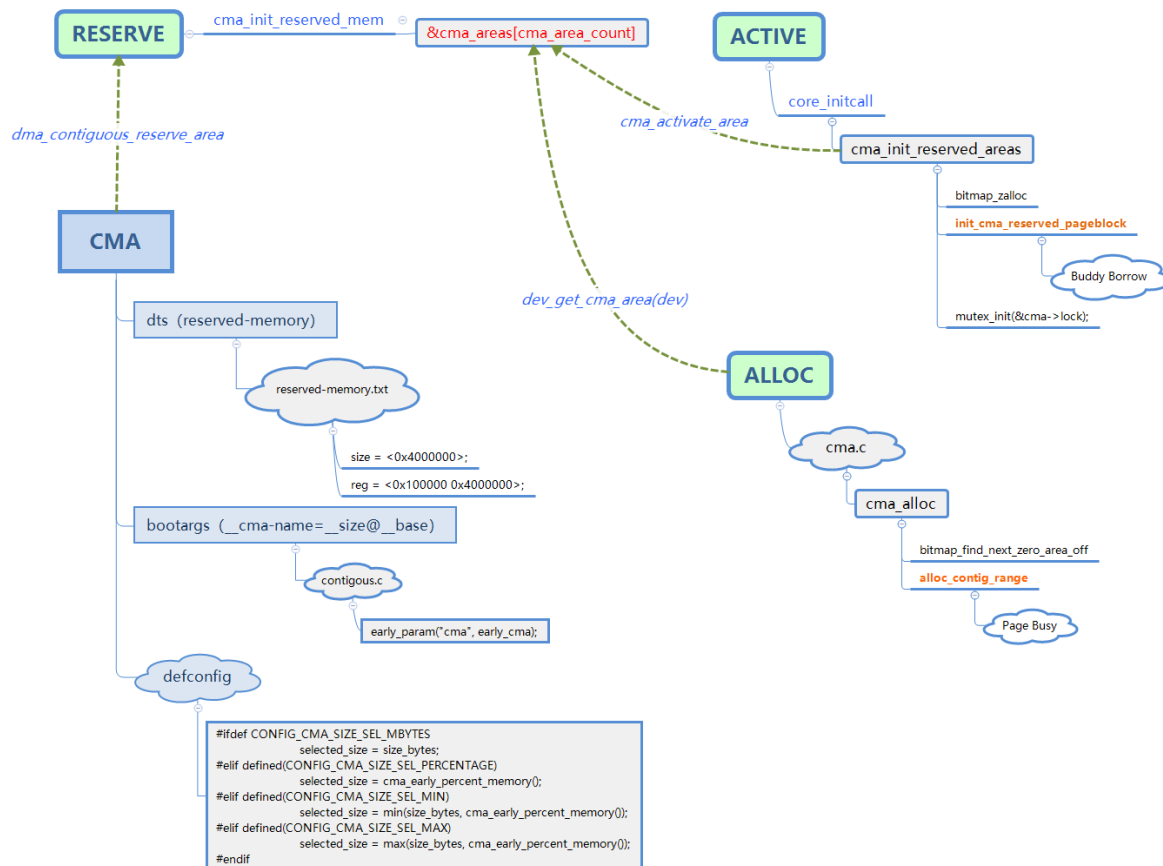 RESERVE
cma_init_reserved_mem
&cma_areas[cma_area_count]
ACTIVE
core_initcall
dma_contiguous_reserve_area
cma_activate_area
cma_init_reserved_areas
bitmap_zalloc
init_cma_reserved_pageblock
Buddy Borrow
mutex_init(&cma->lock);
CMA
dev_get_cma_area(dev)
dts (reserved-memory)
reserved-memory.txt
size = <0x4000000>;
reg = <0x100000 0x4000000>;
ALLOC
cma.c
cma_alloc
bitmap_find_next_zero_area_off
alloc_contig_range
Page Busy
bootargs (__cma-name=__size@__base)
contigous.c
early_param("cma", early_cma);
defconfig
#ifdef CONFIG_CMA_SIZE_SEL_MBYTES
selected_size = size_bytes;
#elif defined(CONFIG_CMA_SIZE_SEL_PERCENTAGE)
selected_size = cma_early_percent_memory();
#elif defined(CONFIG_CMA_SIZE_SEL_MIN)
selected_size = min(size_bytes, cma_early_percent_memory());
#elif defined(CONFIG_CMA_SIZE_SEL_MAX)
selected_size = max(size_bytes, cma_early_percent_memory());
#endif